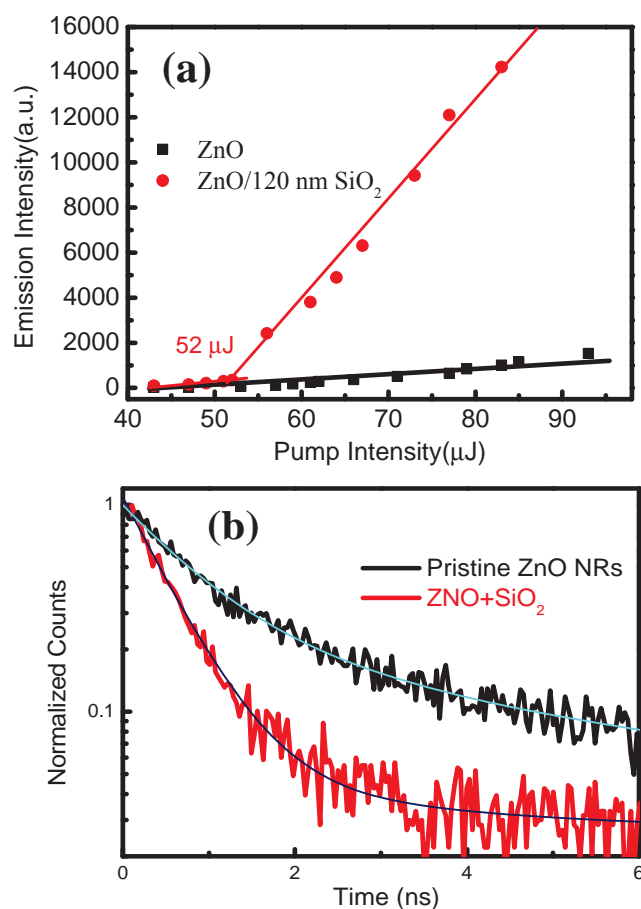 (a)
16000
14000
12000
10000
8000
6000
4000
2000
0
Emission Intensity(a.u.)
ZnO
ZnO/120 nm SiO₂
52 μJ
40 50 60 70 80 90
Pump Intensity(μJ)
(b)
1
0.1
Normalized Counts
Pristine ZnO NRs
ZNO+SiO₂
0 2 4 6
Time (ns)